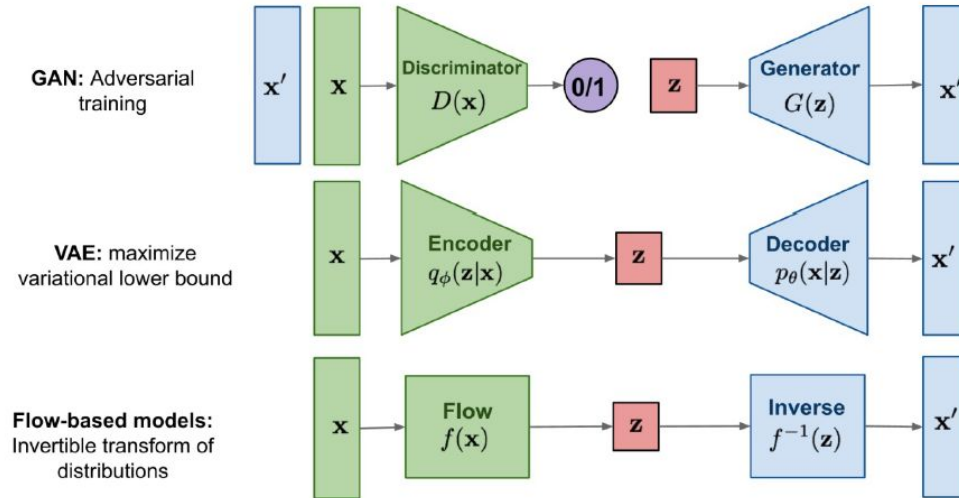 GAN: Adversarial
training
x′
x
Discriminator
D(x)
0/1
z
Generator
G(z)
x′
VAE: maximize
variational lower bound
x
Encoder
qϕ(z|x)
z
Decoder
pθ(x|z)
x′
Flow-based models:
Invertible transform of
distributions
x
Flow
f(x)
z
Inverse
f⁻¹(z)
x′